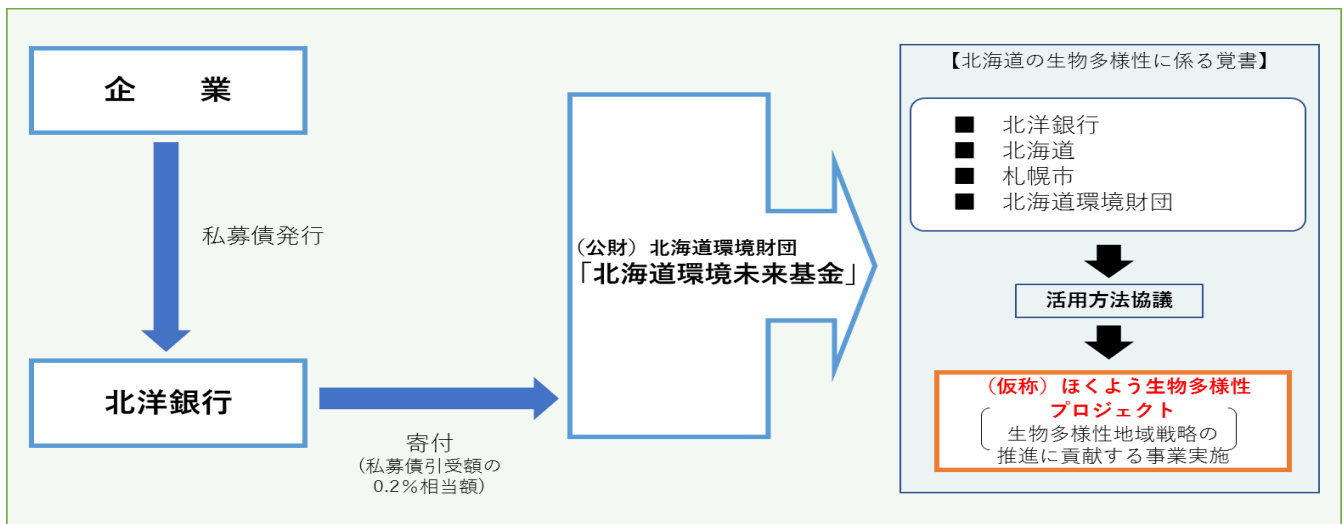 企　業
私募債発行
北洋銀行
寄付
(私募債引受額の
0.2％相当額)
（公財）北海道環境財団
「北海道環境未来基金」
【北海道の生物多様性に係る覚書】
■ 北洋銀行
■ 北海道
■ 札幌市
■ 北海道環境財団
活用方法協議
（仮称）ほくよう生物多様性
プロジェクト
生物多様性地域戦略の
推進に貢献する事業実施